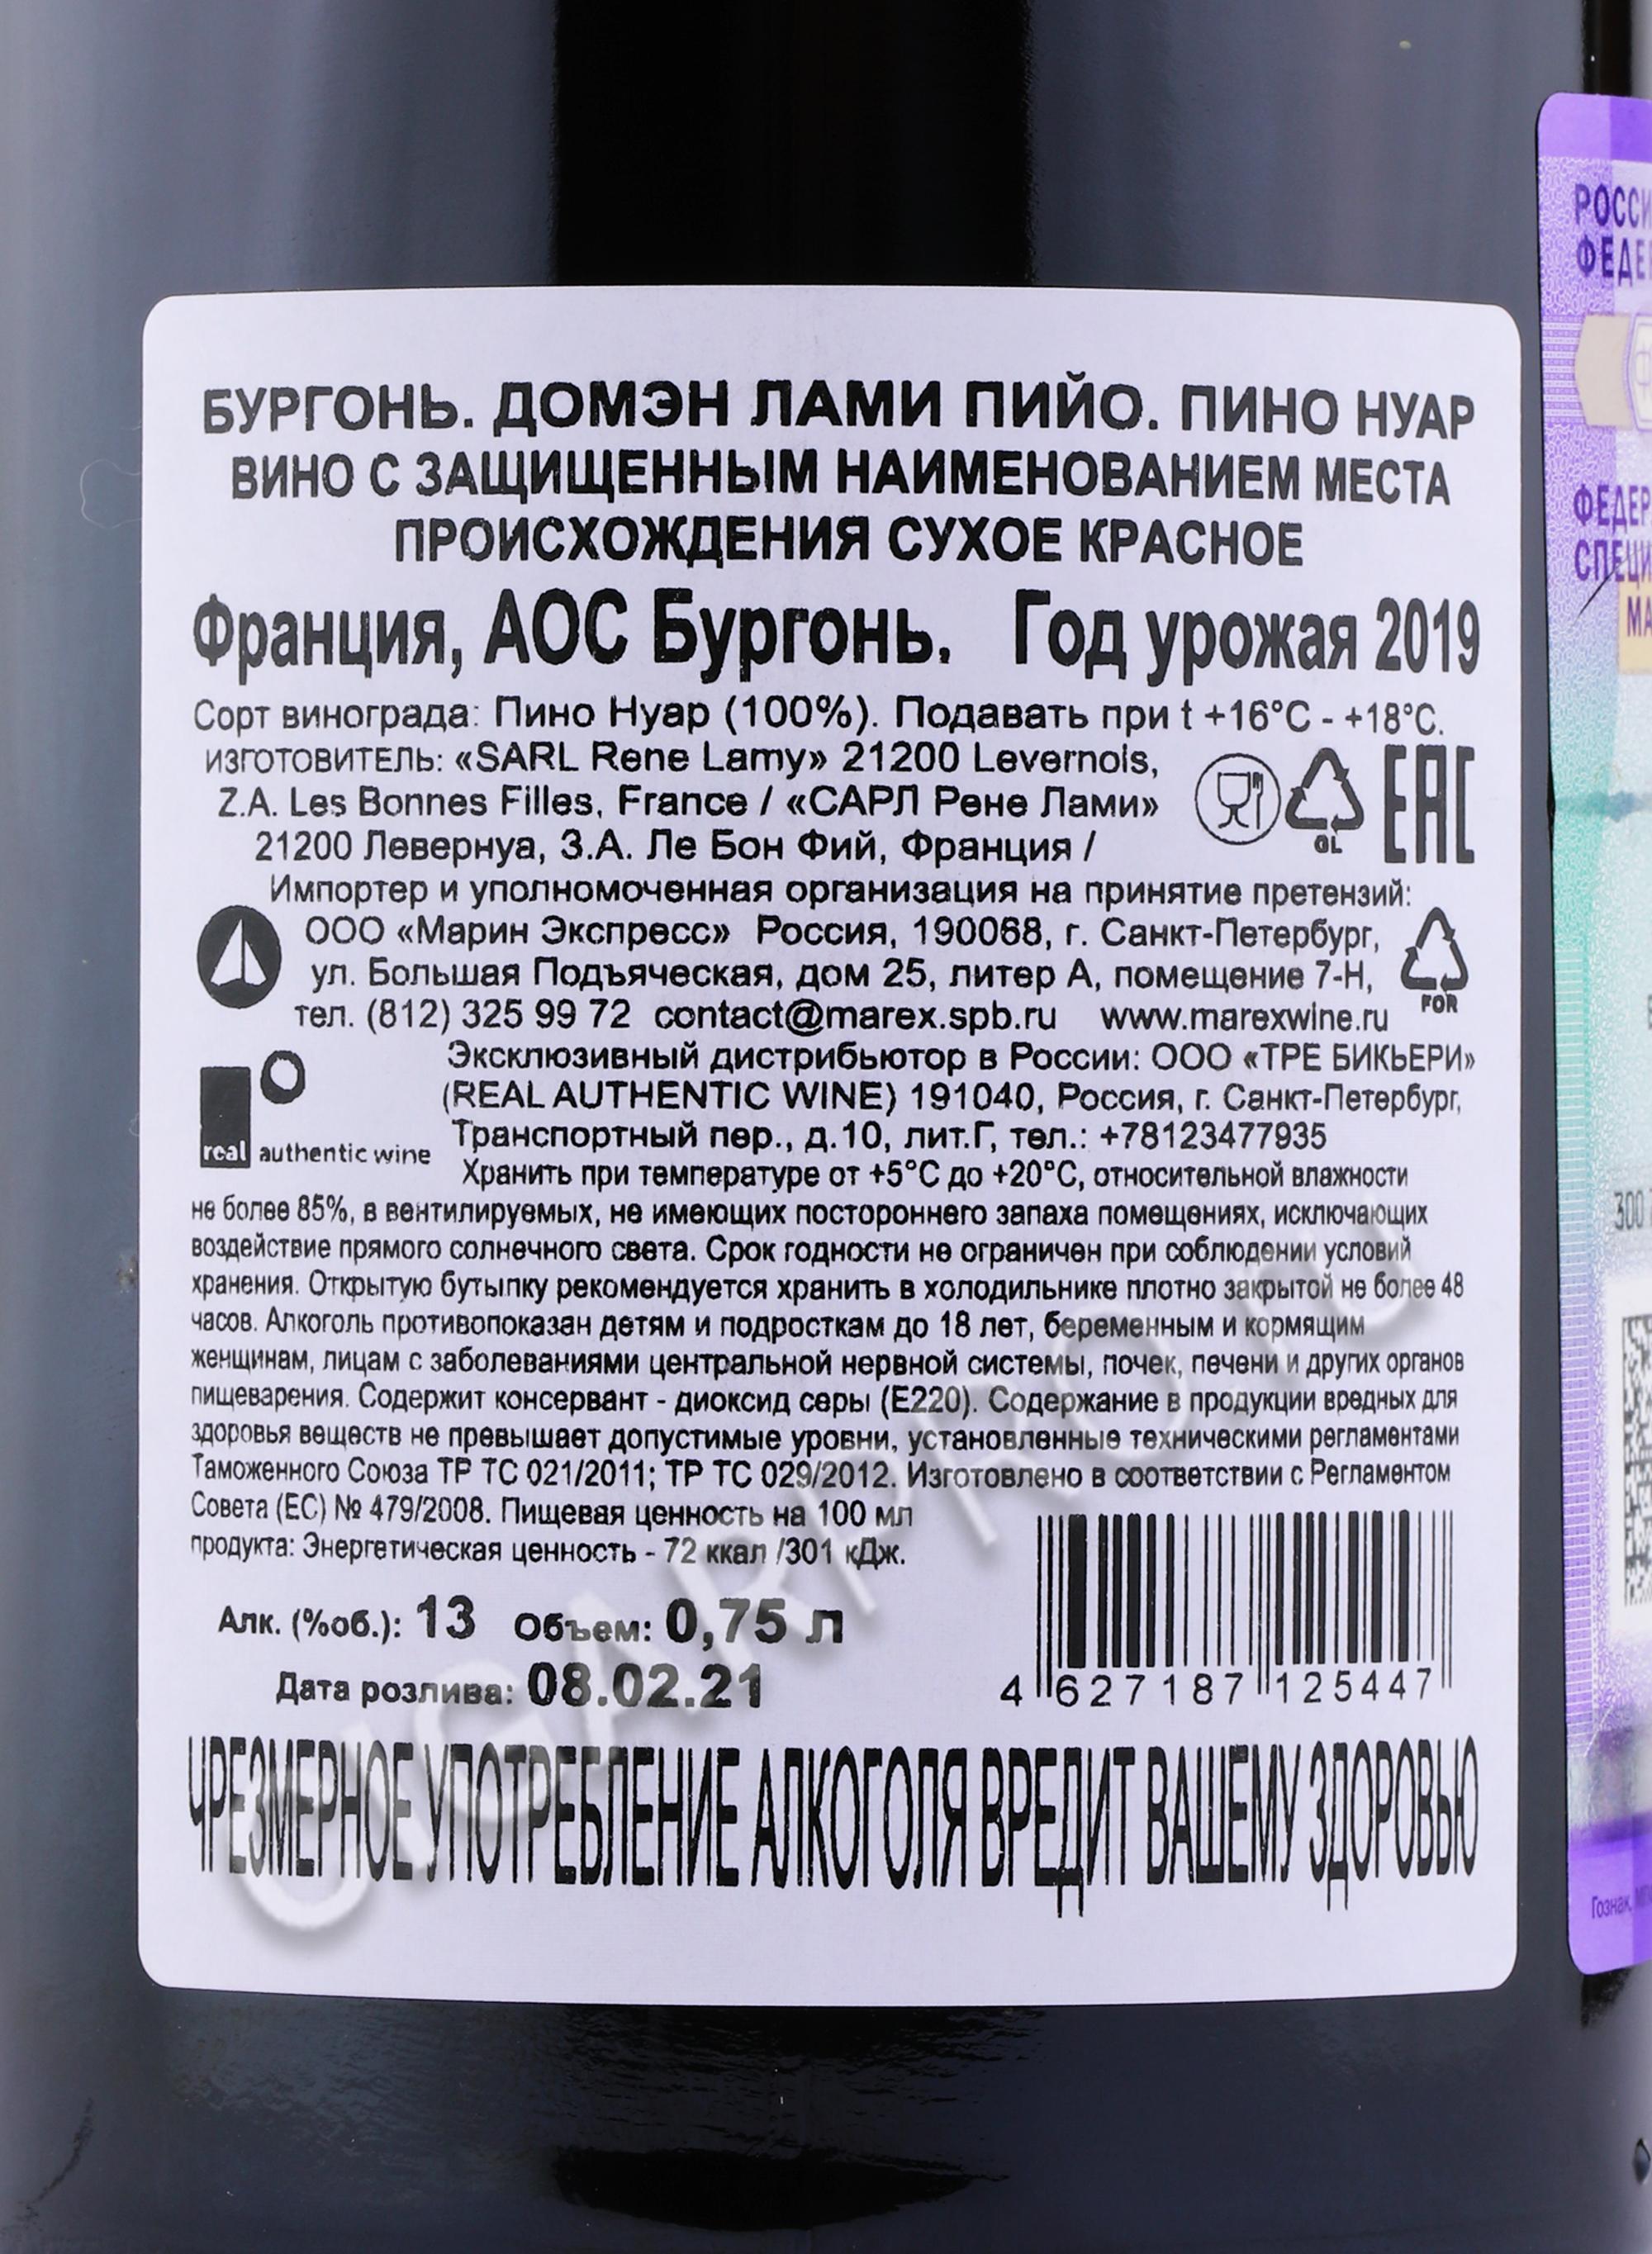 БУРГОНЬ. ДОМЭН ЛАМИ ПИЙО. ПИНО НУАР
ВИНО С ЗАЩИЩЕННЫМ НАИМЕНОВАНИЕМ МЕСТА
ПРОИСХОЖДЕНИЯ СУХОЕ КРАСНОЕ
Франция, АОС Бургонь. Год урожая 2019
Сорт винограда: Пино Нуар (100%). Подавать при t +16°C - +18°C.
ИЗГОТОВИТЕЛЬ: «SARL Rene Lamy» 21200 Levernois,
Z.A. Les Bonnes Filles, France / «САРЛ Рене Лами»
21200 Левернуа, З.А. Ле Бон Фий, Франция /
GL
EAC
Импортер и уполномоченная организация на принятие претензий:
ООО «Марин Экспресс» Россия, 190068, г. Санкт-Петербург,
ул. Большая Подъяческая, дом 25, литер А, помещение 7-Н,
тел. (812) 325 99 72 contact@marex.spb.ru www.marexwine.ru
FOR
Эксклюзивный дистрибьютор в России: ООО «ТРЕ БИКЬЕРИ»
(REAL AUTHENTIC WINE) 191040, Россия, г. Санкт-Петербург,
Транспортный пер., д.10, лит.Г, тел.: +78123477935
real authentic wine
Хранить при температуре от +5°C до +20°C, относительной влажности
не более 85%, в вентилируемых, не имеющих постороннего запаха помещениях, исключающих
воздействие прямого солнечного света. Срок годности не ограничен при соблюдении условий
хранения. Открытую бутылку рекомендуется хранить в холодильнике плотно закрытой не более 48
часов. Алкоголь противопоказан детям и подросткам до 18 лет, беременным и кормящим
женщинам, лицам с заболеваниями центральной нервной системы, почек, печени и других органов
пищеварения. Содержит консервант - диоксид серы (Е220). Содержание в продукции вредных для
здоровья веществ не превышает допустимые уровни, установленные техническими регламентами
Таможенного Союза ТР ТС 021/2011; ТР ТС 029/2012. Изготовлено в соответствии с Регламентом
Совета (ЕС) № 479/2008. Пищевая ценность на 100 мл
продукта: Энергетическая ценность - 72 ккал /301 кДж.
Алк. (%об.): 13 Объем: 0,75 л
Дата розлива: 08.02.21
4 627187 125447
ЧРЕЗМЕРНОЕ УПОТРЕБЛЕНИЕ АЛКОГОЛЯ ВРЕДИТ ВАШЕМУ ЗДОРОВЬЮ
CIGARPRO.ru
300
Гознак,